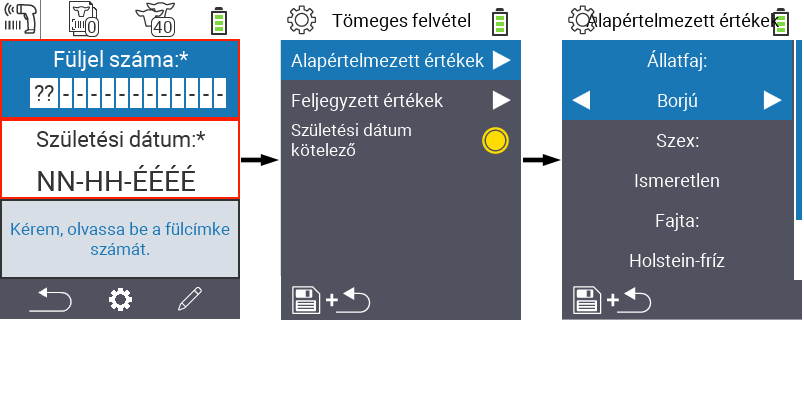 0
40
Füljel száma:*
??------------
Születési dátum:*
NN-HH-ÉÉÉÉ
Kérem, olvassa be a fülcímke
számát.
Tömeges felvétel
Alapértelmezett értékek
Feljegyzett értékek
Születési dátum
kötelező
+
Alapértelmezett értékek
Állatfaj:
Borjú
Szex:
Ismeretlen
Fajta:
Holstein-fríz
+